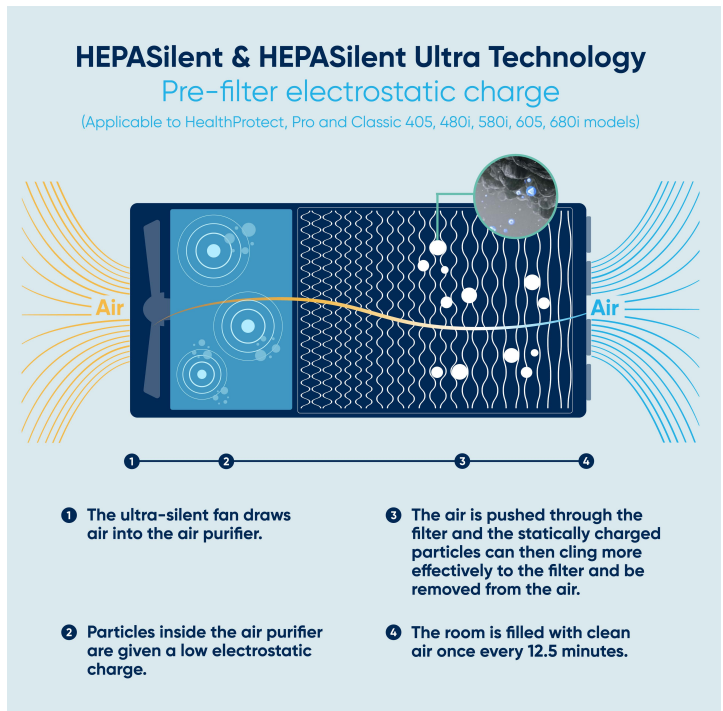 HEPASilent & HEPASilent Ultra Technology
Pre-filter electrostatic charge
(Applicable to HealthProtect, Pro and Classic 405, 480i, 580i, 605, 680i models)
Air
Air
1 2 3 4
1 The ultra-silent fan draws
air into the air purifier.
2 Particles inside the air purifier
are given a low electrostatic
charge.
3 The air is pushed through the
filter and the statically charged
particles can then cling more
effectively to the filter and be
removed from the air.
4 The room is filled with clean
air once every 12.5 minutes.